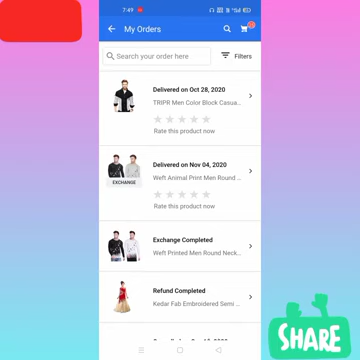 7:49
My Orders
Search your order here
Filters
Delivered on Oct 28, 2020
TRIPR Men Color Block Casua...
Rate this product now
Delivered on Nov 04, 2020
Weft Animal Print Men Round ...
EXCHANGE
Rate this product now
Exchange Completed
Weft Printed Men Round Neck...
Refund Completed
Kedar Fab Embroidered Semi ...
SHARE